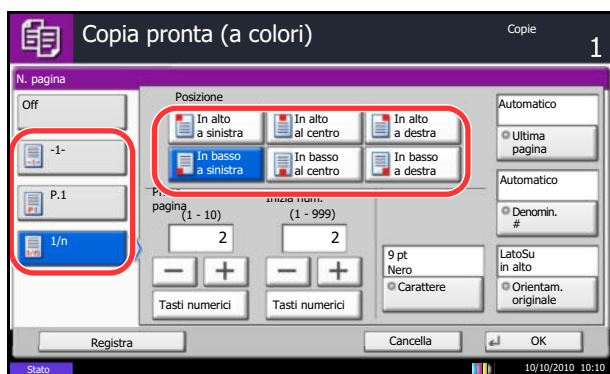 Copia pronta (a colori)
Copie
1
N. pagina
Off
-1-
P.1
1/n
Posizione
In alto
a sinistra
In alto
al centro
In alto
a destra
In basso
a sinistra
In basso
al centro
In basso
a destra
pagina
(1 - 10)
2
Tasti numerici
Inizia num.
(1 - 999)
2
Tasti numerici
9 pt
Nero
Carattere
Automatico
Ultima
pagina
Automatico
Denomin.
#
LatoSu
in alto
Orientam.
originale
Registra
Cancella
OK
Stato
10/10/2010 10:10